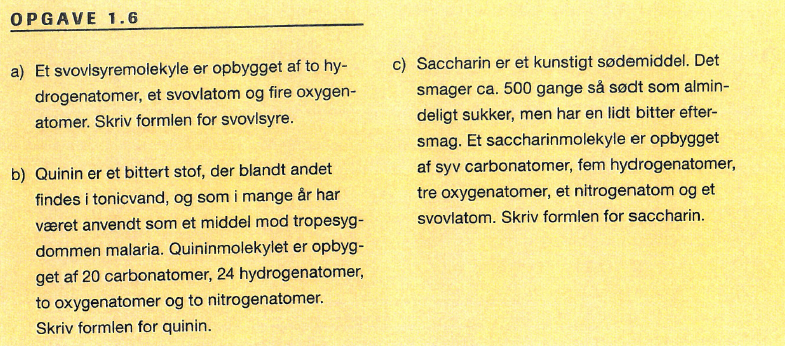 OPGAVE 1.6
a) Et svovlsyremolekyle er opbygget af to hy-
drogenatomer, et svovlatom og fire oxygen-
atomer. Skriv formlen for svovlsyre.
b) Quinin er et bittert stof, der blandt andet
findes i tonicvand, og som i mange år har
været anvendt som et middel mod tropesyg-
dommen malaria. Quininmolekylet er opbyg-
get af 20 carbonatomer, 24 hydrogenatomer,
to oxygenatomer og to nitrogenatomer.
Skriv formlen for quinin.
c) Saccharin er et kunstigt sødemiddel. Det
smager ca. 500 gange så sødt som almin-
deligt sukker, men har en lidt bitter efter-
smag. Et saccharinmolekyle er opbygget
af syv carbonatomer, fem hydrogenatomer,
tre oxygenatomer, et nitrogenatom og et
svovlatom. Skriv formlen for saccharin.